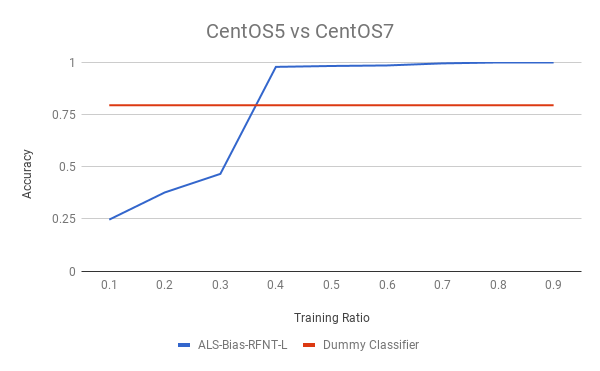 CentOS5 vs CentOS7
1
0.75
0.5
0.25
0
Accuracy
0.1 0.2 0.3 0.4 0.5 0.6 0.7 0.8 0.9
Training Ratio
ALS-Bias-RFNT-L Dummy Classifier